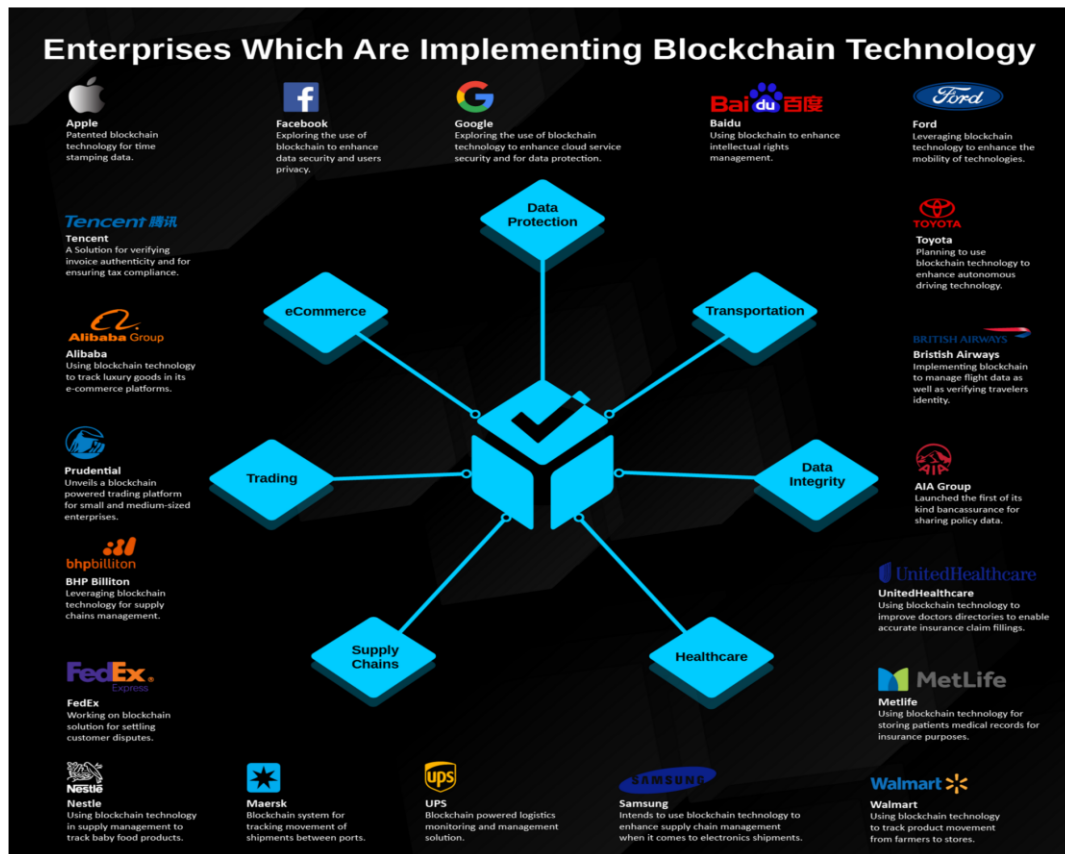 Enterprises Which Are Implementing Blockchain Technology
Apple
Patented blockchain
technology for time
stamping data.
Facebook
Exploring the use of
blockchain to enhance
data security and users
privacy.
Google
Exploring the use of blockchain
technology to enhance cloud service
security and for data protection.
Bai du 百度
Baidu
Using blockchain to enhance
intellectual rights
management.
Ford
Ford
Leveraging blockchain
technology to enhance the
mobility of technologies.
Tencent 腾讯
Tencent
A Solution for verifying
invoice authenticity and for
ensuring tax compliance.
Data
Protection
TOYOTA
Toyota
Planning to use
blockchain technology to
enhance autonomous
driving technology.
eCommerce
Transportation
Alibaba Group
Alibaba
Using blockchain technology
to track luxury goods in its
e-commerce platforms.
BRITISH AIRWAYS
Bristish Airways
Implementing blockchain
to manage flight data as
well as verifying travelers
identity.
Prudential
Unveils a blockchain
powered trading platform
for small and medium-sized
enterprises.
Trading
Data
Integrity
AIA
AIA Group
Launched the first of its
kind bancassurance for
sharing policy data.
bhpbilliton
BHP Billiton
Leveraging blockchain
technology for supply
chains management.
UnitedHealthcare
UnitedHealthcare
Using blockchain technology to
improve doctors directories to enable
accurate insurance claim fillings.
Supply
Chains
Healthcare
FedEx
Express
FedEx
Working on blockchain
solution for settling
customer disputes.
MetLife
Metlife
Using blockchain technology for
storing patients medical records for
insurance purposes.
Nestle
Nestle
Using blockchain technology
in supply management to
track baby food products.
Maersk
Blockchain system for
tracking movement of
shipments between ports.
ups
UPS
Blockchain powered logistics
monitoring and management
solution.
SAMSUNG
Samsung
Intends to use blockchain technology to
enhance supply chain management
when it comes to electronics shipments.
Walmart
Walmart
Using blockchain technology
to track product movement
from farmers to stores.